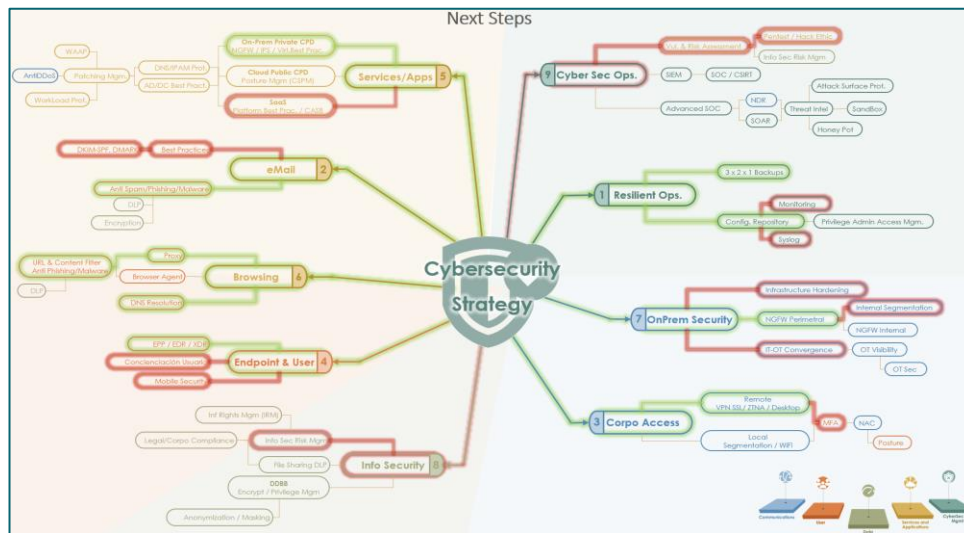 Next Steps
WAAP
AntiDDoS
Patching Mgm.
WorkLoad Prot.
DNS/IPAM Prot.
AD/DC Best Pract.
On-Prem Private CPD
NGFW / IPS / Virt.Best Prac.
Cloud Public CPD
Posture Mgm (CSPM)
SaaS
Platform Best Prac. / CASB
Services/Apps
5
DKIM-SPF, DMARK
Best Practices
eMail
2
Anti Spam/Phishing/Malware
DLP
Encryption
Proxy
URL & Content Filter
Anti Phishing/Malware
Browser Agent
DLP
DNS Resolution
Browsing
6
EPP / EDR / XDR
Concienciación Usuario
Mobile Security
Endpoint & User
4
Inf Rights Mgm (IRM)
Legal/Corpo Compliance
Info Sec Risk Mgm
File Sharing DLP
DDBB
Encrypt / Privilege Mgm
Anonymization / Masking
Info Security
8
Cybersecurity
Strategy
9
Cyber Sec Ops.
Vul. & Risk Assesment
Pentest / Hack Ethic.
Info Sec Risk Mgm
SIEM
SOC / CSIRT
Advanced SOC
NDR
SOAR
Threat Intel
Attack Surface Prot.
SandBox
Honey Pot
1
Resilient Ops.
3 x 2 x 1 Backups
Config. Repository
Monitoring
Privilege Admin Access Mgm.
Syslog
7
OnPrem Security
Infrastructure Hardening
NGFW Perimetral
Internal Segmentation
NGFW Internal
IT-OT Convergence
OT Visibility
OT Sec
3
Corpo Access
Remote
VPN SSL/ ZTNA / Desktop
Local
Segmentation / WiFi
MFA
NAC
Posture
Communications
User
Data
Services and
Applications